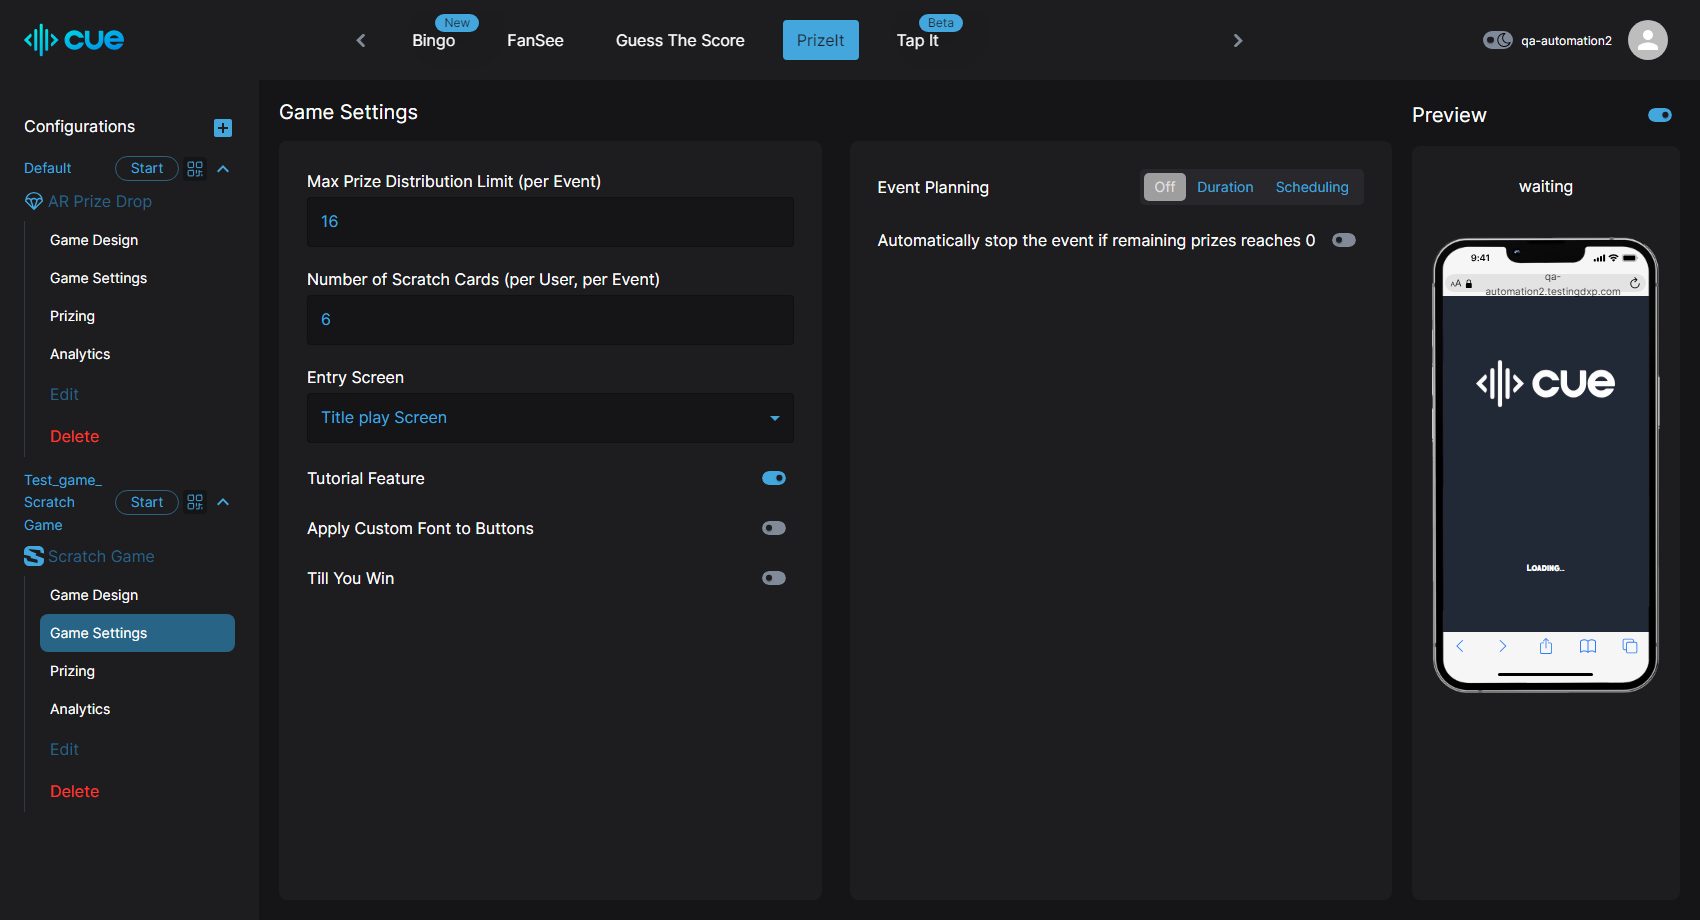 cue
New
Bingo
FanSee
Guess The Score
PrizeIt
Beta
Tap It
qa-automation2
Configurations
Default
Start
AR Prize Drop
Game Design
Game Settings
Prizing
Analytics
Edit
Delete
Test_game_
Scratch
Game
Start
Scratch Game
Game Design
Game Settings
Prizing
Analytics
Edit
Delete
Game Settings
Max Prize Distribution Limit (per Event)
16
Number of Scratch Cards (per User, per Event)
6
Entry Screen
Title play Screen
Tutorial Feature
Apply Custom Font to Buttons
Till You Win
Event Planning
Off
Duration
Scheduling
Automatically stop the event if remaining prizes reaches 0
Preview
waiting
9:41
AA
qa-
automation2.testingdxp.com
cue
LOADING...